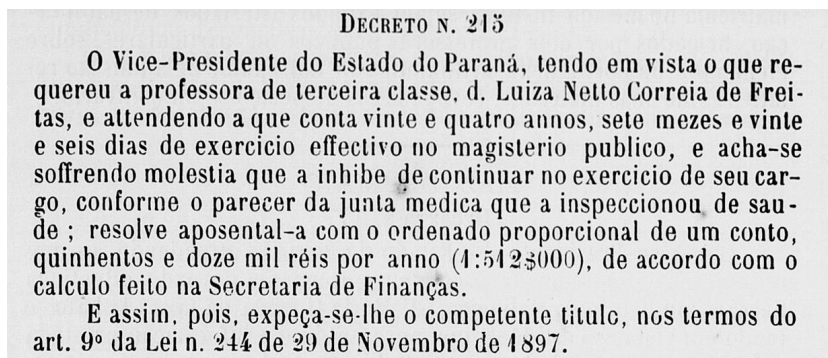 DECRETO N. 215
O Vice-Presidente do Estado do Paraná, tendo em vista o que re-
quereu a professora de terceira classe, d. Luiza Netto Correia de Frei-
tas, e attendendo a que conta vinte e quatro annos, sete mezes e vinte
e seis dias de exercicio effectivo no magisterio publico, e acha-se
soffrendo molestia que a inhibe de continuar no exercicio de seu car-
go, conforme o parecer da junta medica que a inspeccionou de sau-
de ; resolve aposental-a com o ordenado proporcional de um conto,
quinhentos e doze mil réis por anno (1:512$000), de accordo com o
calculo feito na Secretaria de Finanças.
E assim, pois, expeça-se-lhe o competente titulo, nos termos do
art. 9º da Lei n. 244 de 29 de Novembro de 1897.